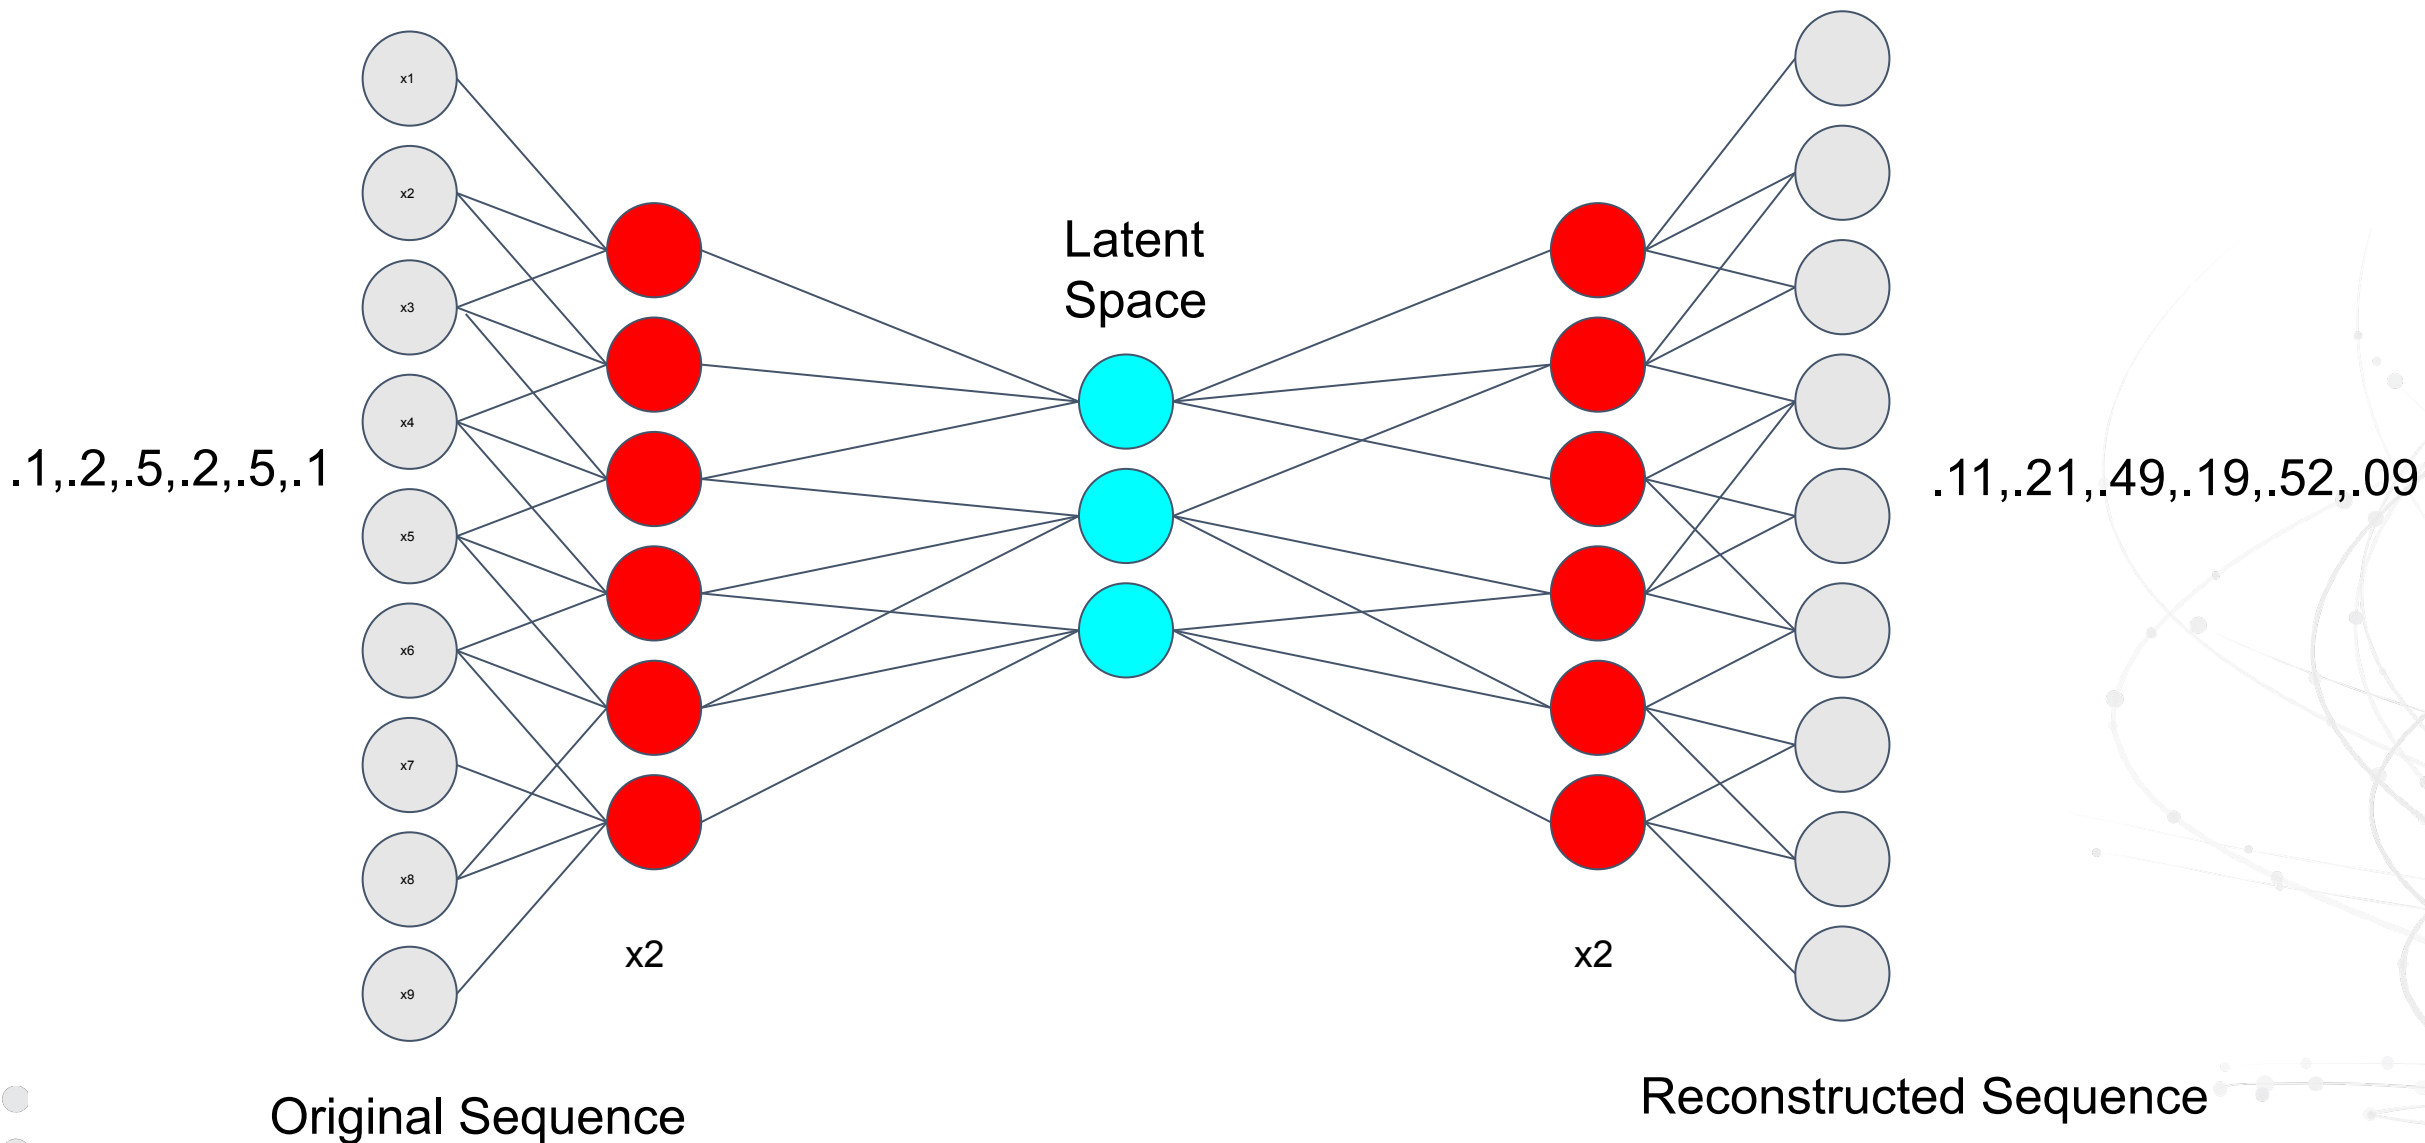 x1
x2
x3
x4
x5
x6
x7
x8
x9
.1,.2,.5,.2,.5,.1
x2
Latent
Space
x2
.11,.21,.49,.19,.52,.09
Original Sequence
Reconstructed Sequence